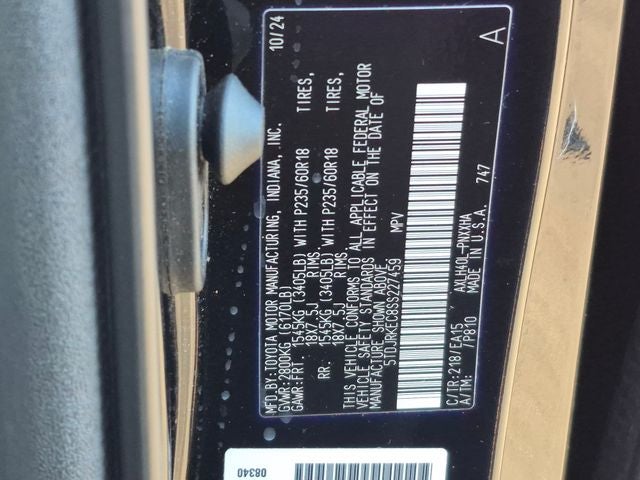 MFD.BY:TOYOTA MOTOR MANUFACTURING, INDIANA, INC. 10/24
GVWR:2800KG (6170LB)
GAWR:FRT. 1545KG (3405LB) WITH P235/60R18 TIRES,
18X7.5J RIMS,
RR. 1545KG (3405LB) WITH P235/60R18 TIRES,
18X7.5J RIMS
THIS VEHICLE CONFORMS TO ALL APPLICABLE FEDERAL MOTOR
VEHICLE SAFETY STANDARDS IN EFFECT ON THE DATE OF
MANUFACTURE SHOWN ABOVE.
5TDJRKEC8SS227459 MPV
C/TR:218/EA15 AXLH40L-PNXXHA 747 A
A/TM: /P810 MADE IN U.S.A.
08340